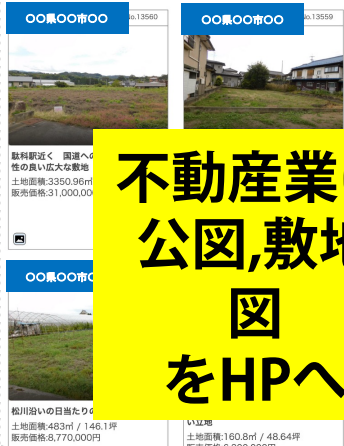 〇〇県〇〇市〇〇
No.13560
〇〇県〇〇市〇〇
No.13559
駄科駅近く 国道への
性の良い広大な敷地
土地面積:3350.96㎡
販売価格:31,000,00
不動産業
公図,敷地
図
をHPへ
〇〇県〇〇市〇
松川沿いの日当たりの
土地面積:483㎡ / 146.1坪
販売価格:8,770,000円
い立地
土地面積:160.8㎡ / 48.64坪